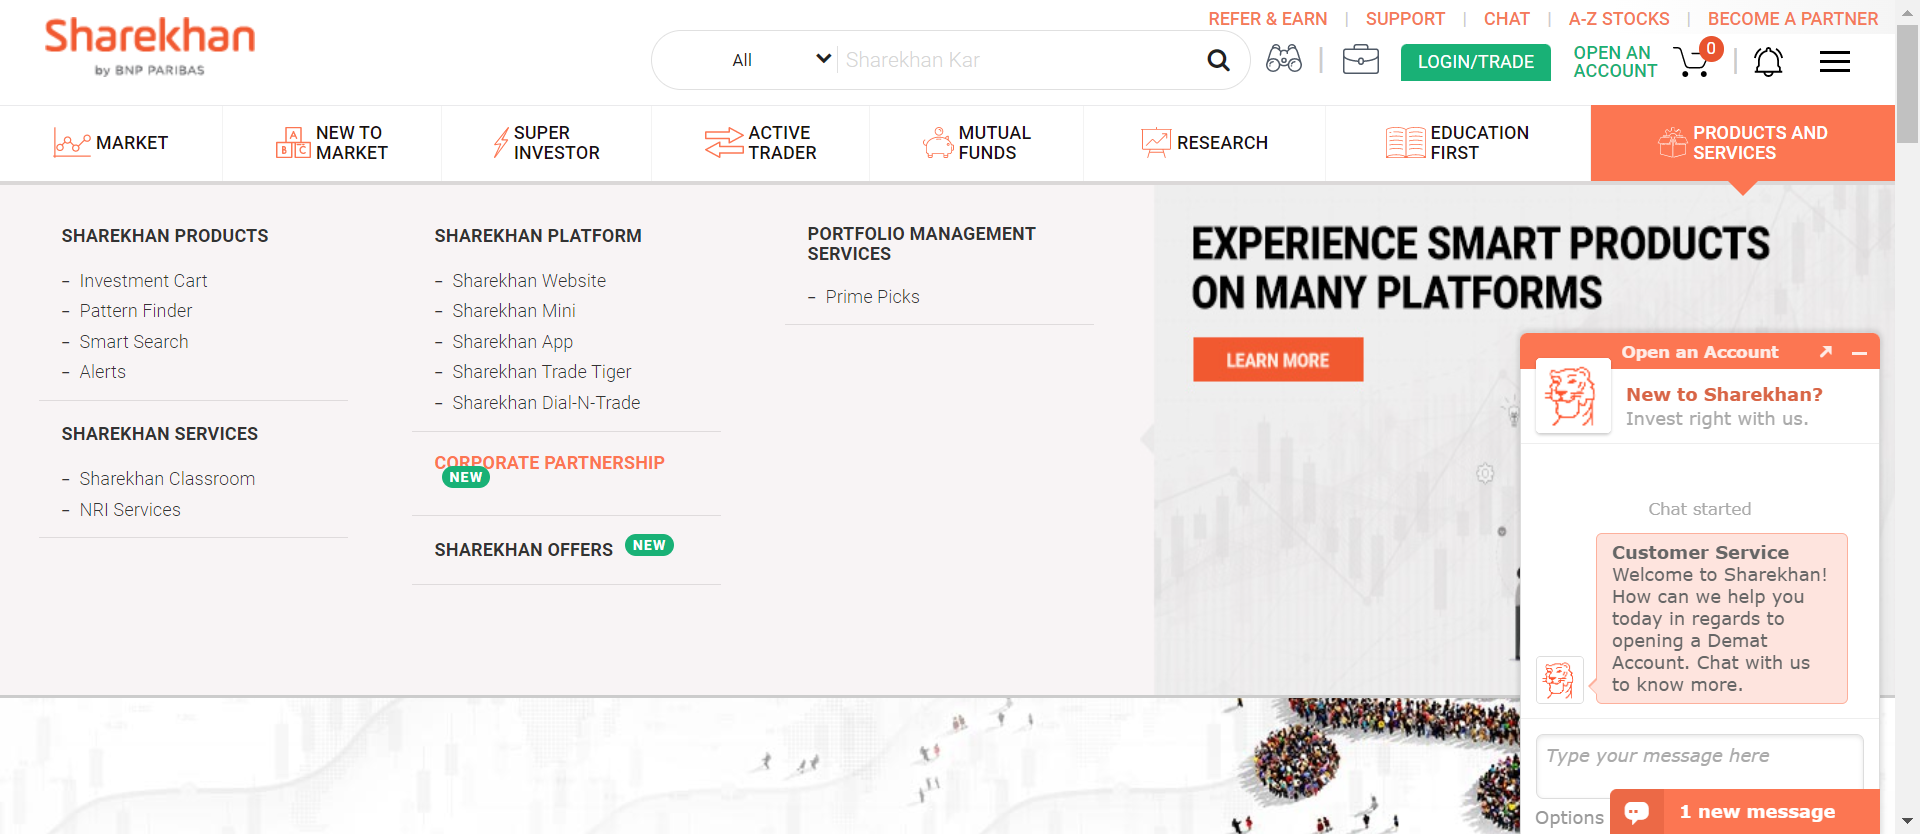 Sharekhan
by BNP PARIBAS
REFER & EARN | SUPPORT | CHAT | A-Z STOCKS | BECOME A PARTNER
All
Sharekhan Kar
LOGIN/TRADE
OPEN AN
ACCOUNT
0
MARKET
NEW TO
MARKET
SUPER
INVESTOR
ACTIVE
TRADER
MUTUAL
FUNDS
RESEARCH
EDUCATION
FIRST
PRODUCTS AND
SERVICES
A
B C
SHAREKHAN PRODUCTS
– Investment Cart
– Pattern Finder
– Smart Search
– Alerts
SHAREKHAN SERVICES
– Sharekhan Classroom
– NRI Services
SHAREKHAN PLATFORM
– Sharekhan Website
– Sharekhan Mini
– Sharekhan App
– Sharekhan Trade Tiger
– Sharekhan Dial-N-Trade
CORPORATE PARTNERSHIP
NEW
SHAREKHAN OFFERS NEW
PORTFOLIO MANAGEMENT
SERVICES
– Prime Picks
EXPERIENCE SMART PRODUCTS
ON MANY PLATFORMS
LEARN MORE
Open an Account
New to Sharekhan?
Invest right with us.
Chat started
Customer Service
Welcome to Sharekhan!
How can we help you
today in regards to
opening a Demat
Account. Chat with us
to know more.
Type your message here
Options
1 new message